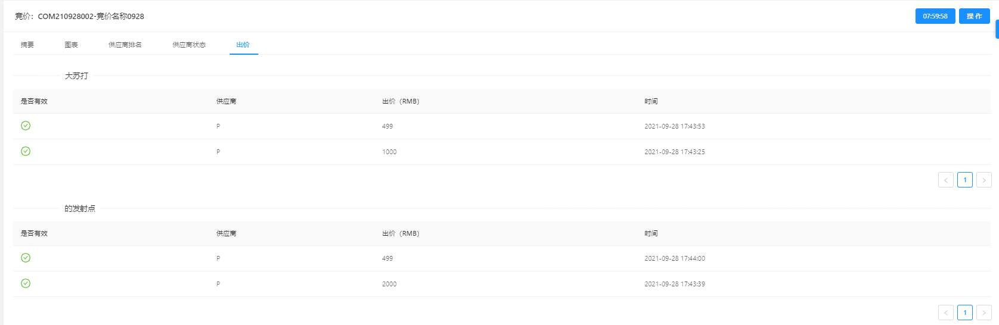 竞价：COM210928002-竞价名称0928 07:59:58 操 作
摘要 图表 供应商排名 供应商状态 出价
大苏打
是否有效 供应商 出价（RMB） 时间
P 499 2021-09-28 17:43:53
P 1000 2021-09-28 17:43:25
< 1 >
的发射点
是否有效 供应商 出价（RMB） 时间
P 499 2021-09-28 17:44:00
P 2000 2021-09-28 17:43:39
< 1 >